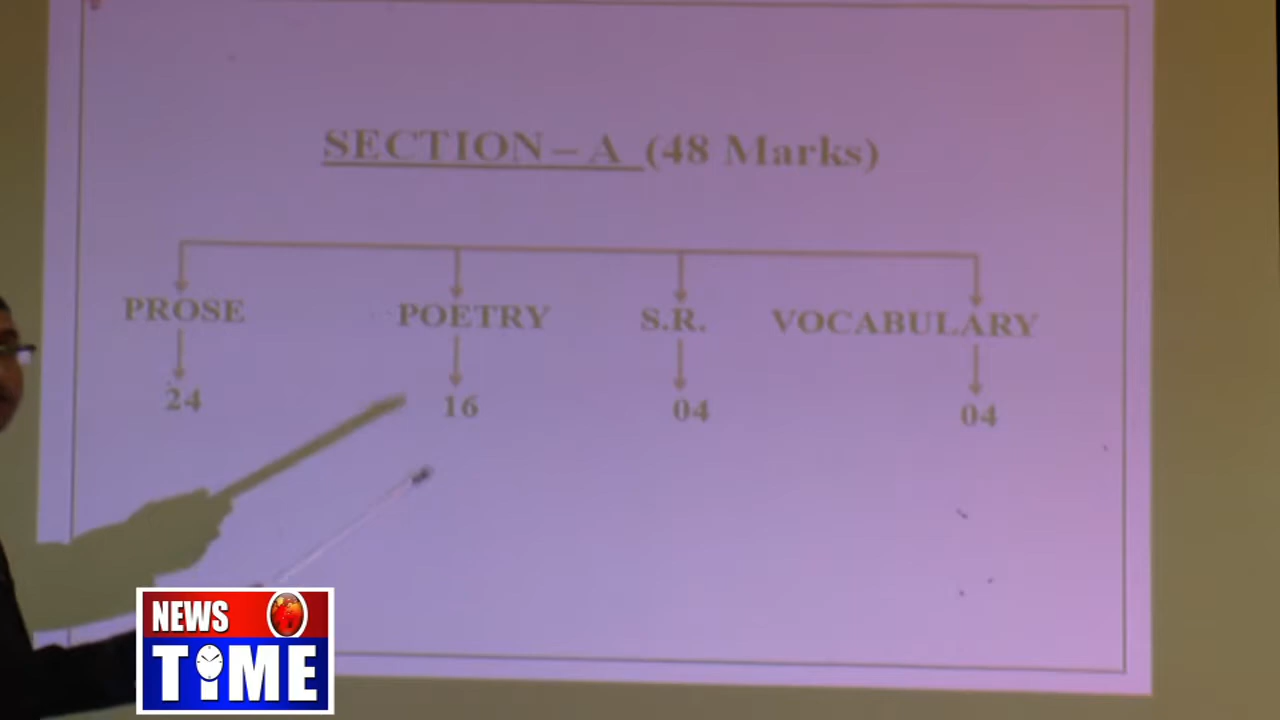 SECTION – A (48 Marks)
PROSE POETRY S.R. VOCABULARY
24 16 04 04
NEWS
TIME